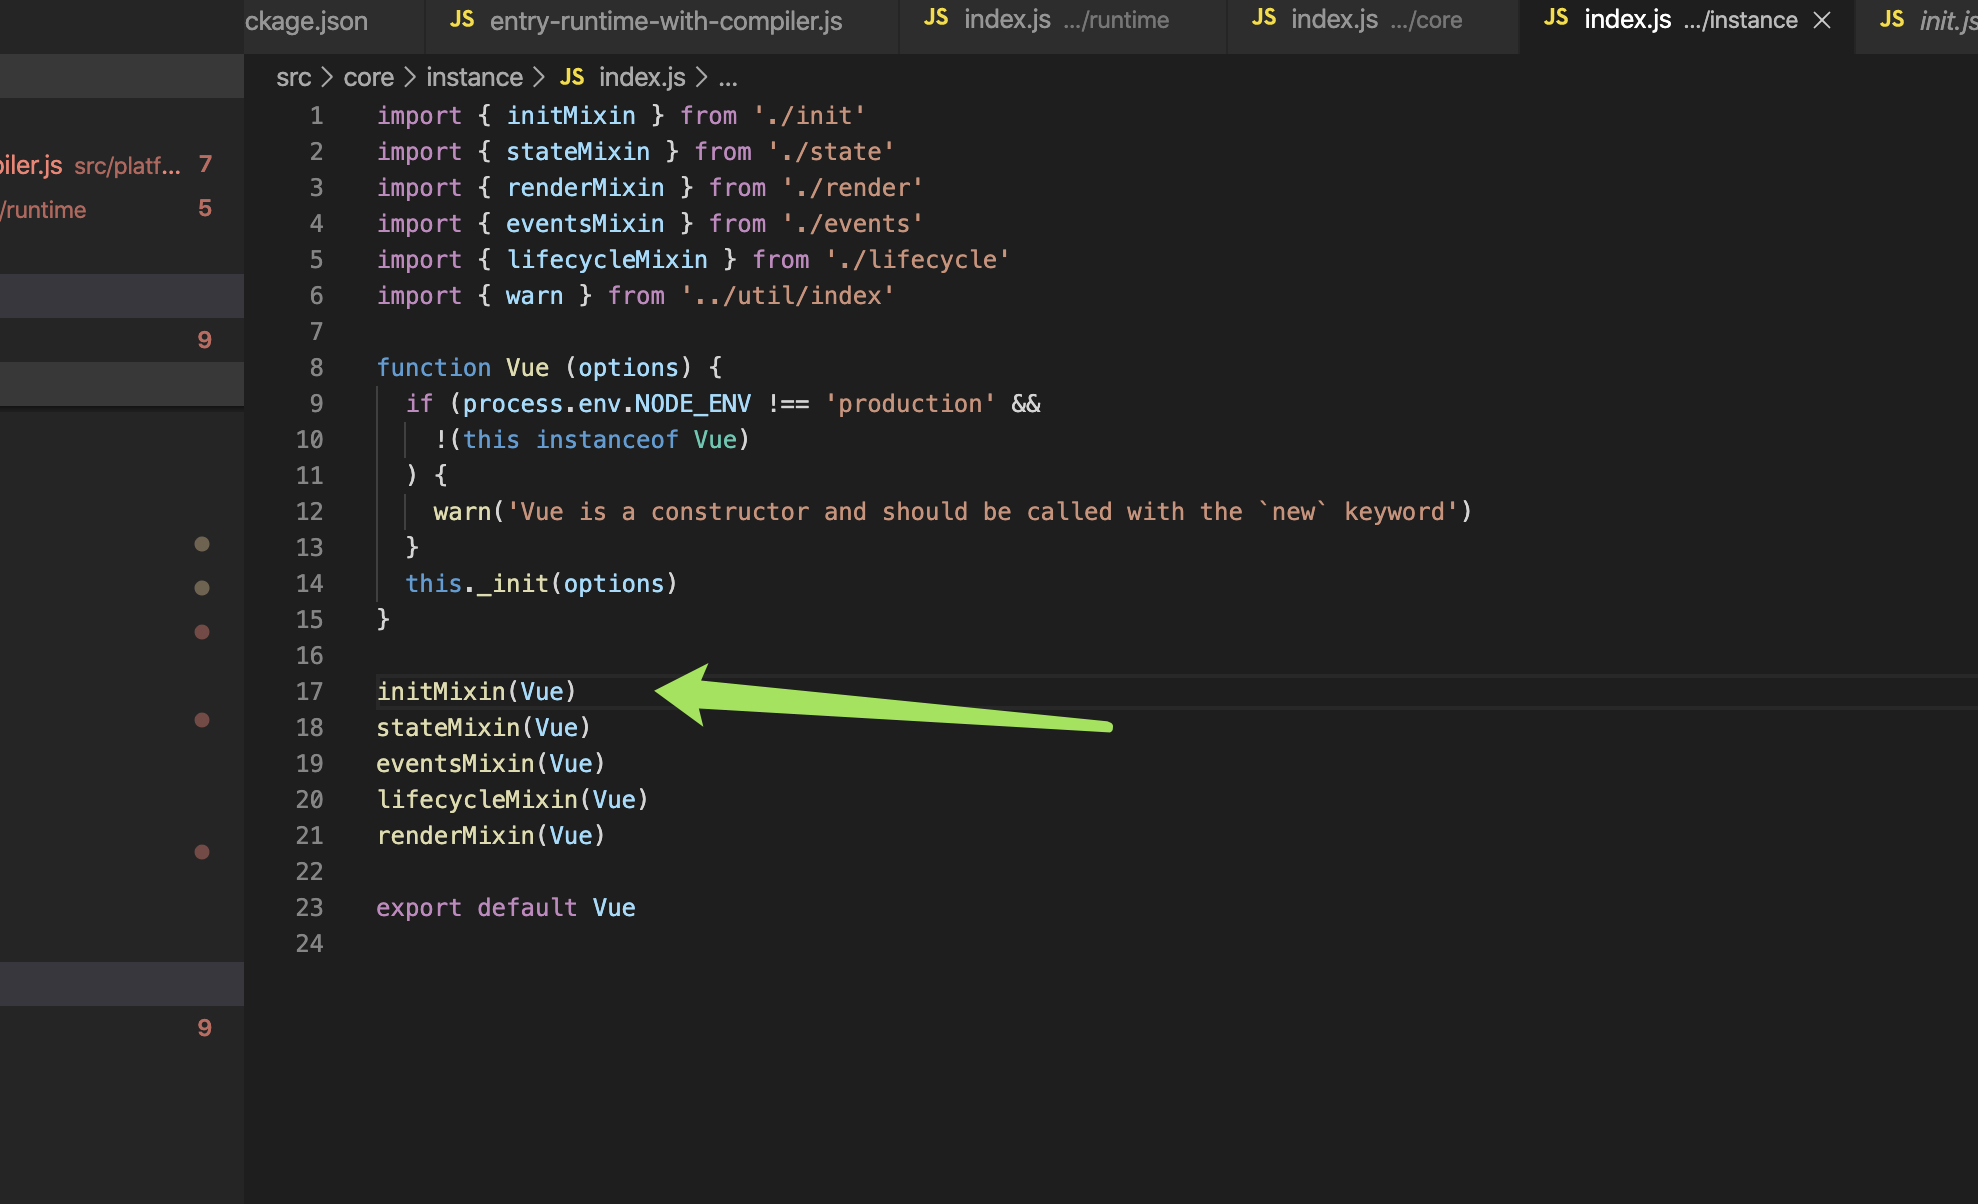 ckage.json
JS entry-runtime-with-compiler.js
JS index.js .../runtime
JS index.js .../core
JS index.js .../instance
JS init.js
src > core > instance > JS index.js > ...
iler.js src/platf... 7
/runtime 5
9
9
1 import { initMixin } from './init'
2 import { stateMixin } from './state'
3 import { renderMixin } from './render'
4 import { eventsMixin } from './events'
5 import { lifecycleMixin } from './lifecycle'
6 import { warn } from '../util/index'
7
8 function Vue (options) {
9 if (process.env.NODE_ENV !== 'production' &&
10 !(this instanceof Vue)
11 ) {
12 warn('Vue is a constructor and should be called with the `new` keyword')
13 }
14 this._init(options)
15 }
16
17 initMixin(Vue)
18 stateMixin(Vue)
19 eventsMixin(Vue)
20 lifecycleMixin(Vue)
21 renderMixin(Vue)
22
23 export default Vue
24